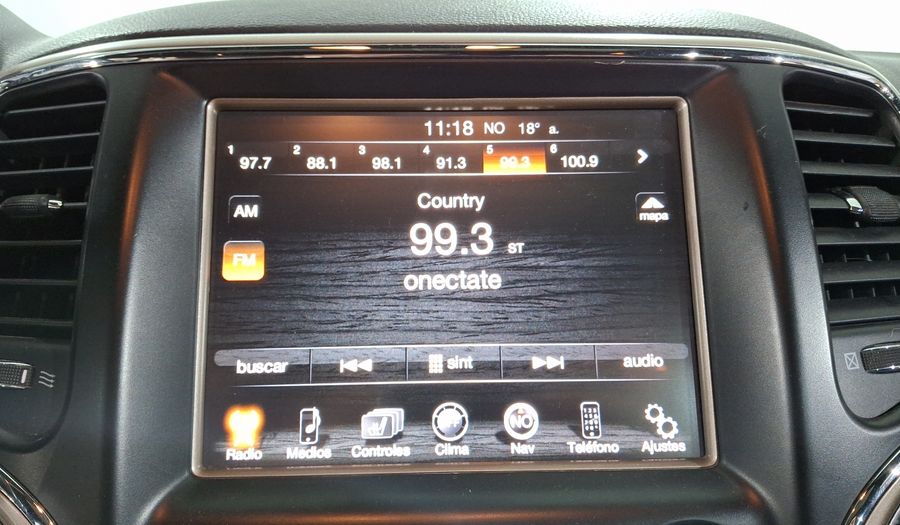 11:18 NO 18° a.
1 97.7 2 88.1 3 98.1 4 91.3 5 99.3 6 100.9
AM
Country
mapa
99.3 ST
FM
onectate
buscar sint audio
OFF NO
Radio Medios Controles Clima Nav Teléfono Ajustes